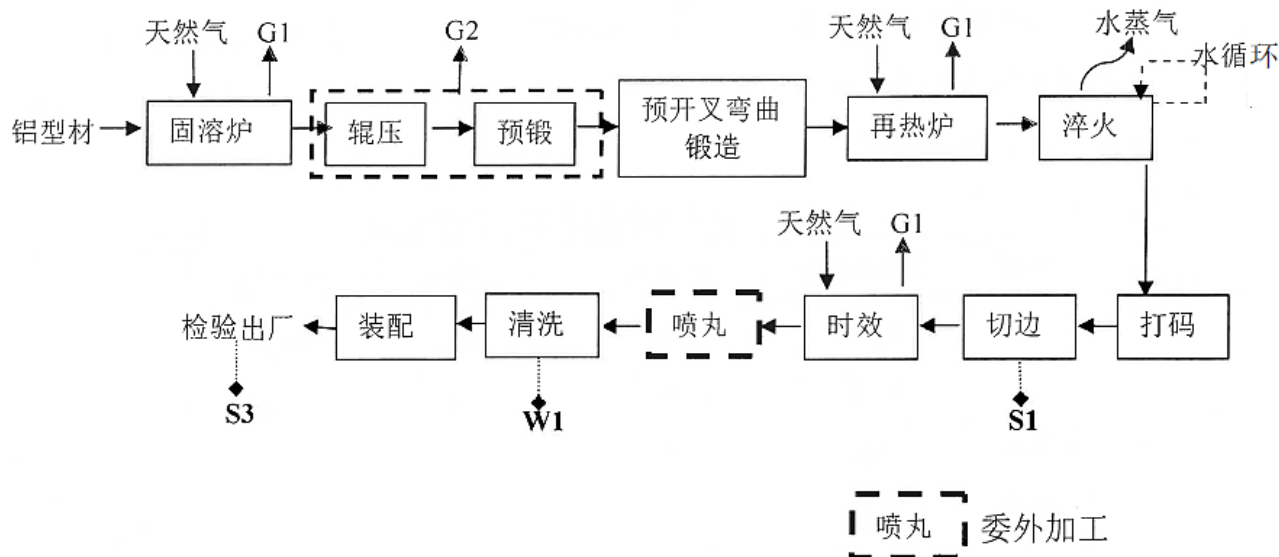 天然气 G1
G2
天然气 G1
水蒸气
水循环
铝型材
固溶炉
辊压
预锻
预开叉弯曲
锻造
再热炉
淬火
天然气 G1
检验出厂
装配
清洗
喷丸
时效
切边
打码
S3
W1
S1
喷丸
委外加工